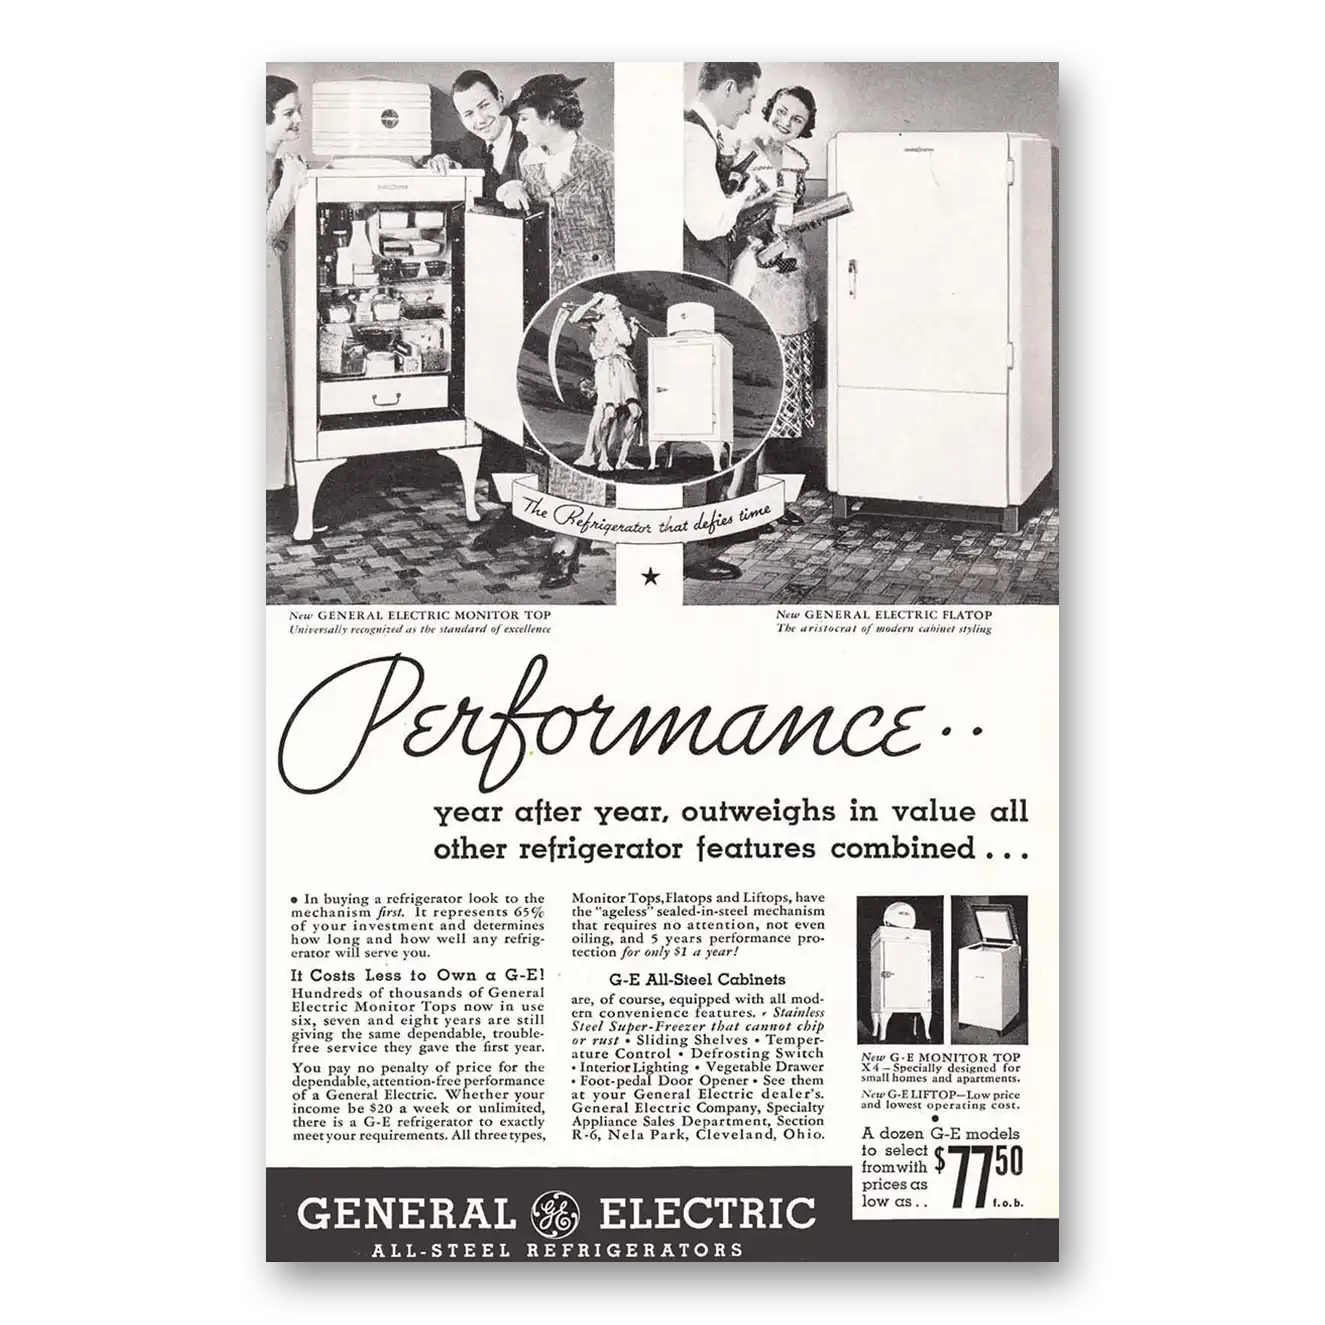 The Refrigerator that defies time
New GENERAL ELECTRIC MONITOR TOP
Universally recognized as the standard of excellence
New GENERAL ELECTRIC FLATOP
The aristocrat of modern cabinet styling
Performance..
year after year, outweighs in value all
other refrigerator features combined...
• In buying a refrigerator look to the
mechanism first. It represents 65%
of your investment and determines
how long and how well any refrig-
erator will serve you.
It Costs Less to Own a G-E!
Hundreds of thousands of General
Electric Monitor Tops now in use
six, seven and eight years are still
giving the same dependable, trouble-
free service they gave the first year.
You pay no penalty of price for the
dependable, attention-free performance
of a General Electric. Whether your
income be $20 a week or unlimited,
there is a G-E refrigerator to exactly
meet your requirements. All three types,
Monitor Tops, Flatops and Liftops, have
the "ageless" sealed-in-steel mechanism
that requires no attention, not even
oiling, and 5 years performance pro-
tection for only $1 a year!
G-E All-Steel Cabinets
are, of course, equipped with all mod-
ern convenience features. • Stainless
Steel Super-Freezer that cannot chip
or rust • Sliding Shelves • Temper-
ature Control • Defrosting Switch
• Interior Lighting • Vegetable Drawer
• Foot-pedal Door Opener • See them
at your General Electric dealer's.
General Electric Company, Specialty
Appliance Sales Department, Section
R-6, Nela Park, Cleveland, Ohio.
New G-E MONITOR TOP
X4—Specially designed for
small homes and apartments.
New G-E LIFTOP—Low price
and lowest operating cost.
•
A dozen G-E models
to select
from with
prices as
low as..
$77.50
f.o.b.
GENERAL GE ELECTRIC
ALL-STEEL REFRIGERATORS